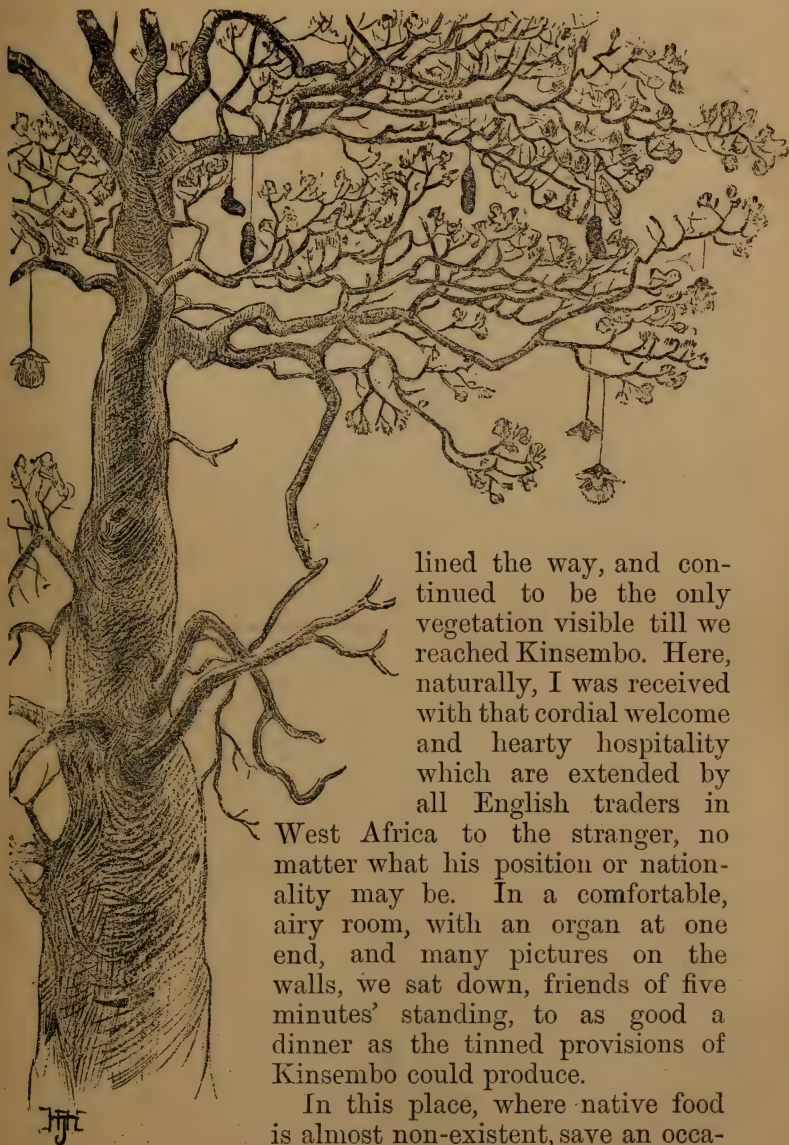 lined the way, and con-
tinued to be the only
vegetation visible till we
reached Kinsembo. Here,
naturally, I was received
with that cordial welcome
and hearty hospitality
which are extended by
all English traders in
West Africa to the stranger, no
matter what his position or nation-
ality may be. In a comfortable,
airy room, with an organ at one
end, and many pictures on the
walls, we sat down, friends of five
minutes’ standing, to as good a
dinner as the tinned provisions of
Kinsembo could produce.
In this place, where native food
is almost non-existent, save an occa-